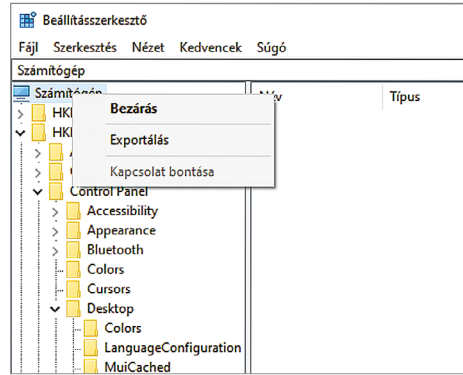 Beállításszerkesztő
Fájl Szerkesztés Nézet Kedvencek Súgó
Számítógép
Számítógép
Név Típus
Bezárás
Exportálás
Kapcsolat bontása
Control Panel
Accessibility
Appearance
Bluetooth
Colors
Cursors
Desktop
Colors
LanguageConfiguration
MuiCached